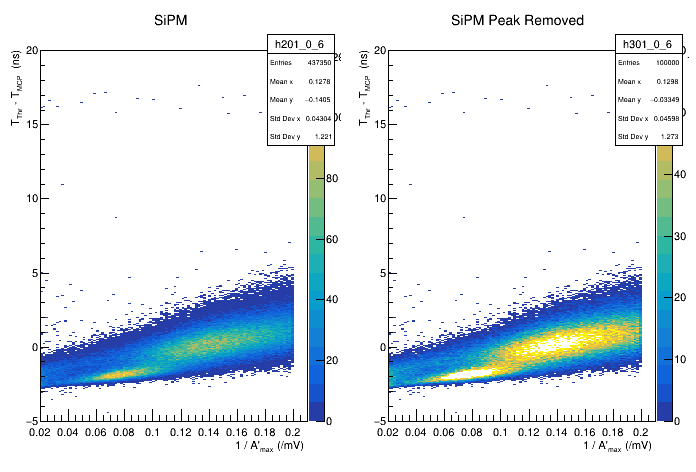 SiPM
h201_0_6
Entries 437350
Mean x 0.1278
Mean y −0.1405
Std Dev x 0.04304
Std Dev y 1.221
T_Thr - T_MCP (ns)
20
15
10
5
0
−5
0.02 0.04 0.06 0.08 0.1 0.12 0.14 0.16 0.18 0.2
1 / A'_max (/mV)
80
60
40
20
0
SiPM Peak Removed
h301_0_6
Entries 100000
Mean x 0.1298
Mean y −0.03349
Std Dev x 0.04598
Std Dev y 1.273
T_Thr - T_MCP (ns)
20
15
10
5
0
−5
0.02 0.04 0.06 0.08 0.1 0.12 0.14 0.16 0.18 0.2
1 / A'_max (/mV)
40
30
20
10
0